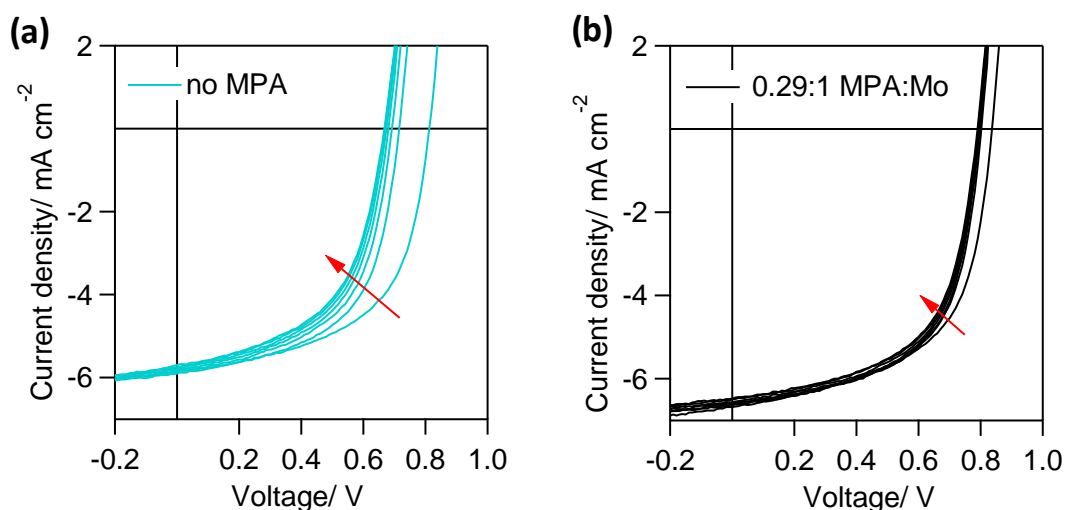 (a)
2
no MPA
-2
-4
-6
Current density/ mA cm⁻²
-0.2
0.2
0.4
0.6
0.8
1.0
Voltage/ V
(b)
2
0.29:1 MPA:Mo
-2
-4
-6
Current density/ mA cm⁻²
-0.2
0.2
0.4
0.6
0.8
1.0
Voltage/ V